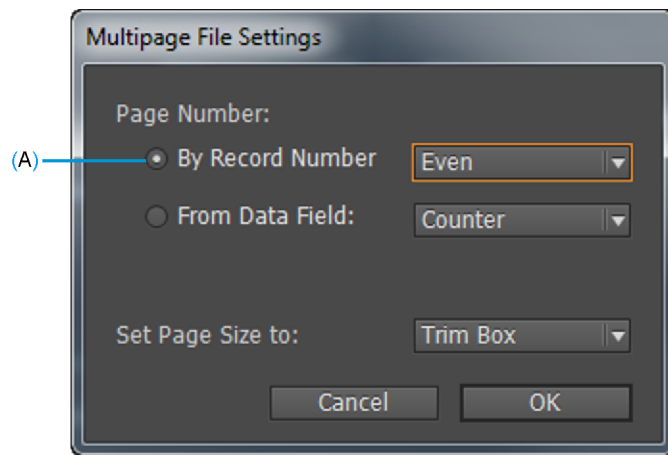 Multipage File Settings
Page Number:
(A) By Record Number Even
From Data Field: Counter
Set Page Size to: Trim Box
Cancel OK